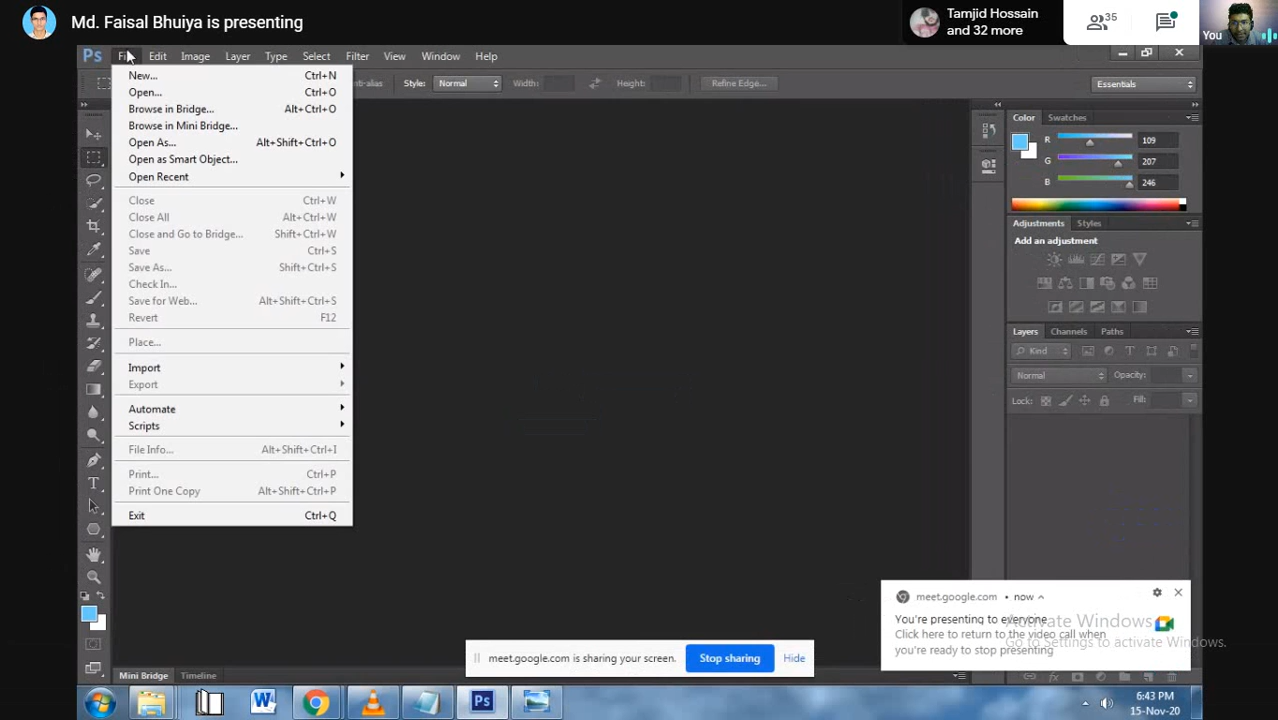 Md. Faisal Bhuiya is presenting
Tamjid Hossain
and 32 more
35
You
Ps
Edit Image Layer Type Select Filter View Window Help
New... Ctrl+N
Open... Ctrl+O
Browse in Bridge... Alt+Ctrl+O
Browse in Mini Bridge...
Open As... Alt+Shift+Ctrl+O
Open as Smart Object...
Open Recent
Close Ctrl+W
Close All Alt+Ctrl+W
Close and Go to Bridge... Shift+Ctrl+W
Save Ctrl+S
Save As... Shift+Ctrl+S
Check In...
Save for Web... Alt+Shift+Ctrl+S
Revert F12
Place...
Import
Export
Automate
Scripts
File Info... Alt+Shift+Ctrl+I
Print... Ctrl+P
Print One Copy Alt+Shift+Ctrl+P
Exit Ctrl+Q
Style: Normal Width: Height: Refine Edge... Essentials
Color Swatches
R 109
G 207
B 246
Adjustments Styles
Add an adjustment
Layers Channels Paths
Kind
Normal Opacity:
Lock: Fill:
meet.google.com • now
You're presenting to everyone
Click here to return to the video call when
you're ready to stop presenting
Activate Windows
Go to Settings to activate Windows.
meet.google.com is sharing your screen. Stop sharing Hide
Mini Bridge Timeline
Ps
6:43 PM
15-Nov-20